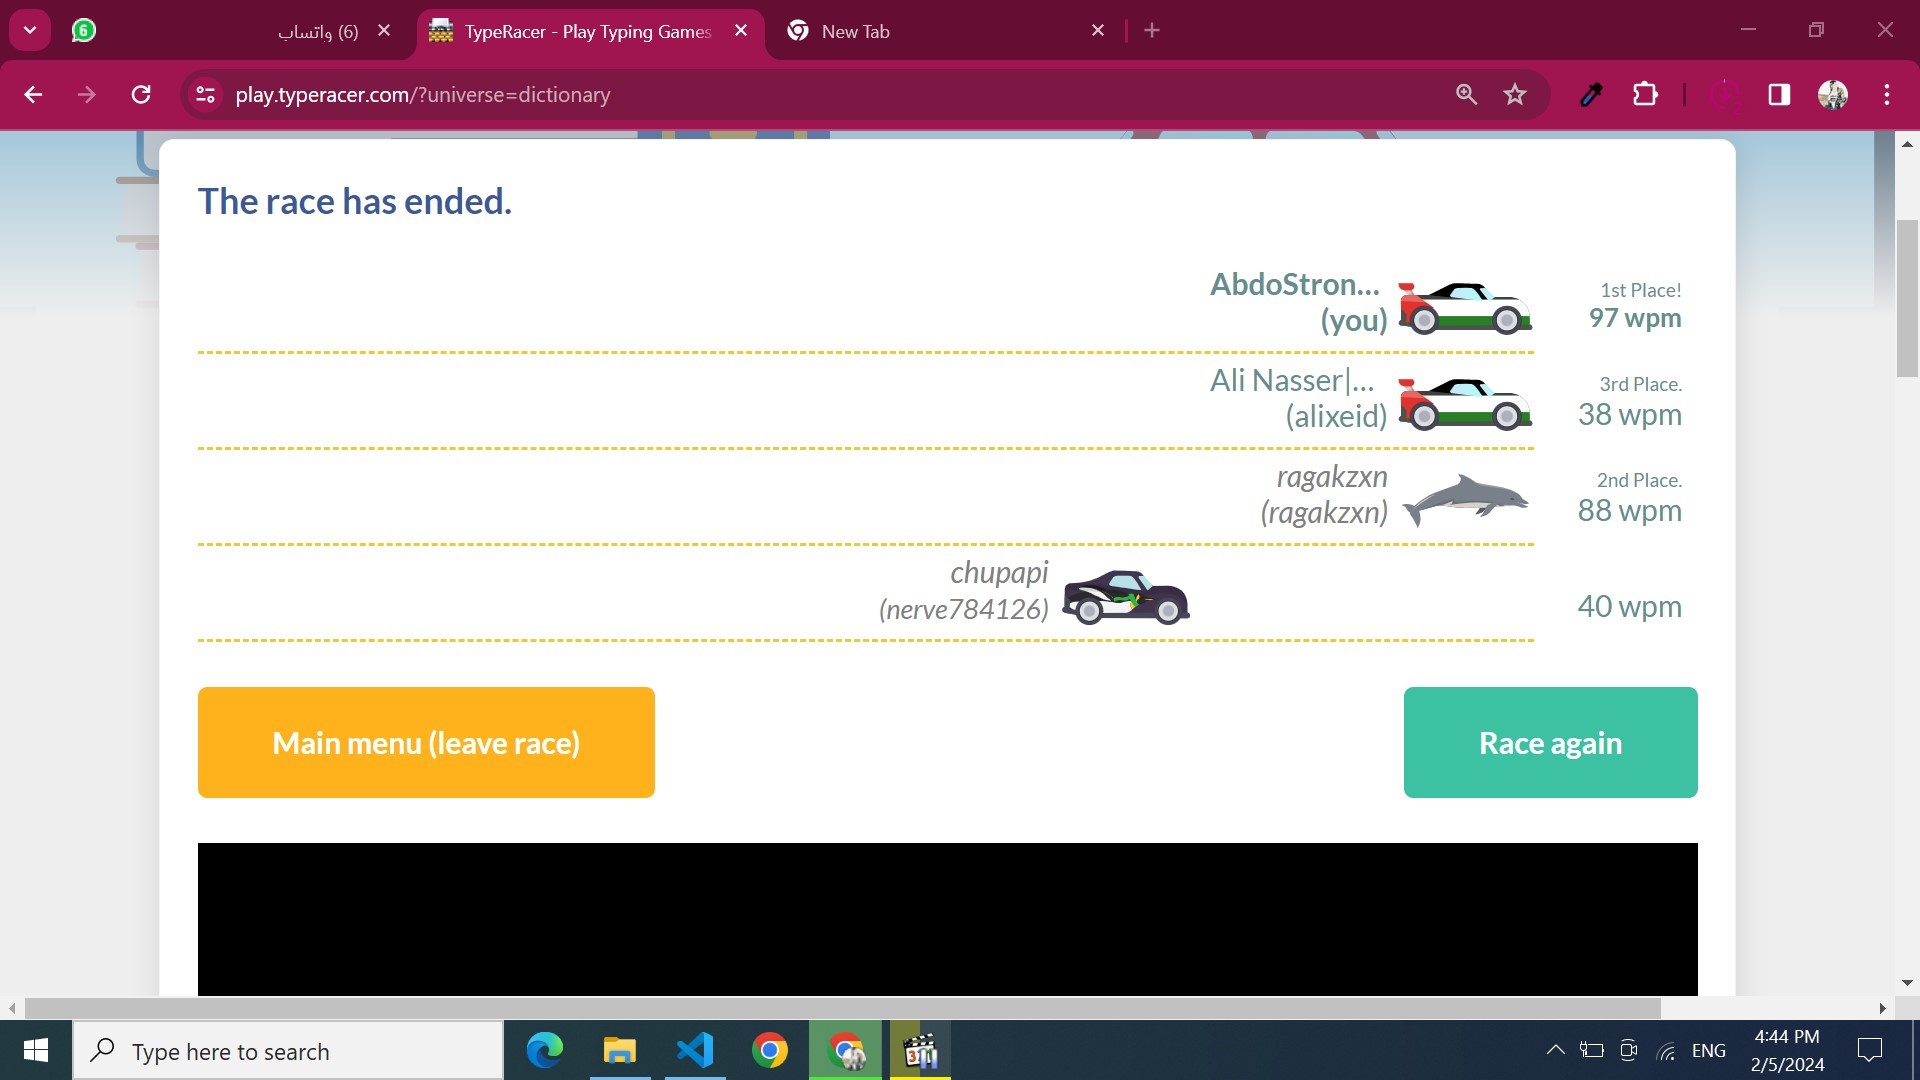 6
(6) واتساب
TypeRacer - Play Typing Games
New Tab
play.typeracer.com/?universe=dictionary
The race has ended.
AbdoStron...
(you)
1st Place!
97 wpm
Ali Nasser|...
(alixeid)
3rd Place.
38 wpm
ragakzxn
(ragakzxn)
2nd Place.
88 wpm
chupapi
(nerve784126)
40 wpm
Main menu (leave race)
Race again
Type here to search
ENG
4:44 PM
2/5/2024